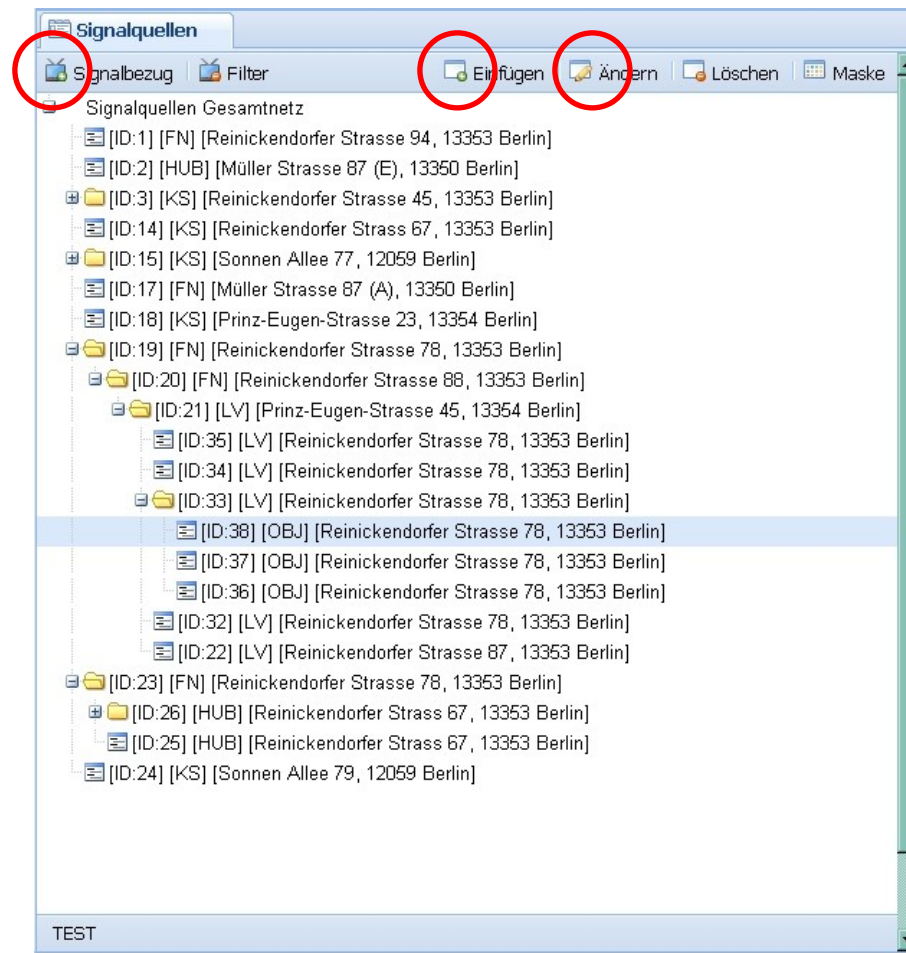 Signalquellen
Signalbezug Filter Einfügen Ändern Löschen Maske
Signalquellen Gesamtnetz
[ID:1] [FN] [Reinickendorfer Strasse 94, 13353 Berlin]
[ID:2] [HUB] [Müller Strasse 87 (E), 13350 Berlin]
[ID:3] [KS] [Reinickendorfer Strasse 45, 13353 Berlin]
[ID:14] [KS] [Reinickendorfer Strass 67, 13353 Berlin]
[ID:15] [KS] [Sonnen Allee 77, 12059 Berlin]
[ID:17] [FN] [Müller Strasse 87 (A), 13350 Berlin]
[ID:18] [KS] [Prinz-Eugen-Strasse 23, 13354 Berlin]
[ID:19] [FN] [Reinickendorfer Strasse 78, 13353 Berlin]
[ID:20] [FN] [Reinickendorfer Strasse 88, 13353 Berlin]
[ID:21] [LV] [Prinz-Eugen-Strasse 45, 13354 Berlin]
[ID:35] [LV] [Reinickendorfer Strasse 78, 13353 Berlin]
[ID:34] [LV] [Reinickendorfer Strasse 78, 13353 Berlin]
[ID:33] [LV] [Reinickendorfer Strasse 78, 13353 Berlin]
[ID:38] [OBJ] [Reinickendorfer Strasse 78, 13353 Berlin]
[ID:37] [OBJ] [Reinickendorfer Strasse 78, 13353 Berlin]
[ID:36] [OBJ] [Reinickendorfer Strasse 78, 13353 Berlin]
[ID:32] [LV] [Reinickendorfer Strasse 78, 13353 Berlin]
[ID:22] [LV] [Reinickendorfer Strasse 87, 13353 Berlin]
[ID:23] [FN] [Reinickendorfer Strasse 78, 13353 Berlin]
[ID:26] [HUB] [Reinickendorfer Strass 67, 13353 Berlin]
[ID:25] [HUB] [Reinickendorfer Strass 67, 13353 Berlin]
[ID:24] [KS] [Sonnen Allee 79, 12059 Berlin]
TEST